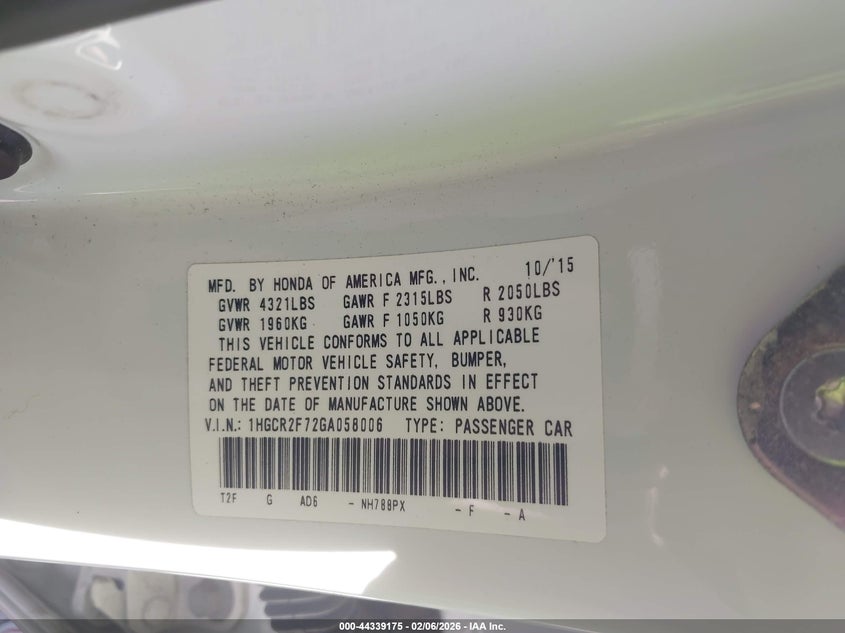 MFD. BY HONDA OF AMERICA MFG., INC. 10/'15
GVWR 4321LBS GAWR F 2315LBS R 2050LBS
GVWR 1960KG GAWR F 1050KG R 930KG
THIS VEHICLE CONFORMS TO ALL APPLICABLE
FEDERAL MOTOR VEHICLE SAFETY, BUMPER,
AND THEFT PREVENTION STANDARDS IN EFFECT
ON THE DATE OF MANUFACTURE SHOWN ABOVE.
V.I.N.: 1HGCR2F72GA058006 TYPE: PASSENGER CAR
T2F G AD6 - NH788PX - F - A
000-44339175 - 02/06/2026 - IAA Inc.